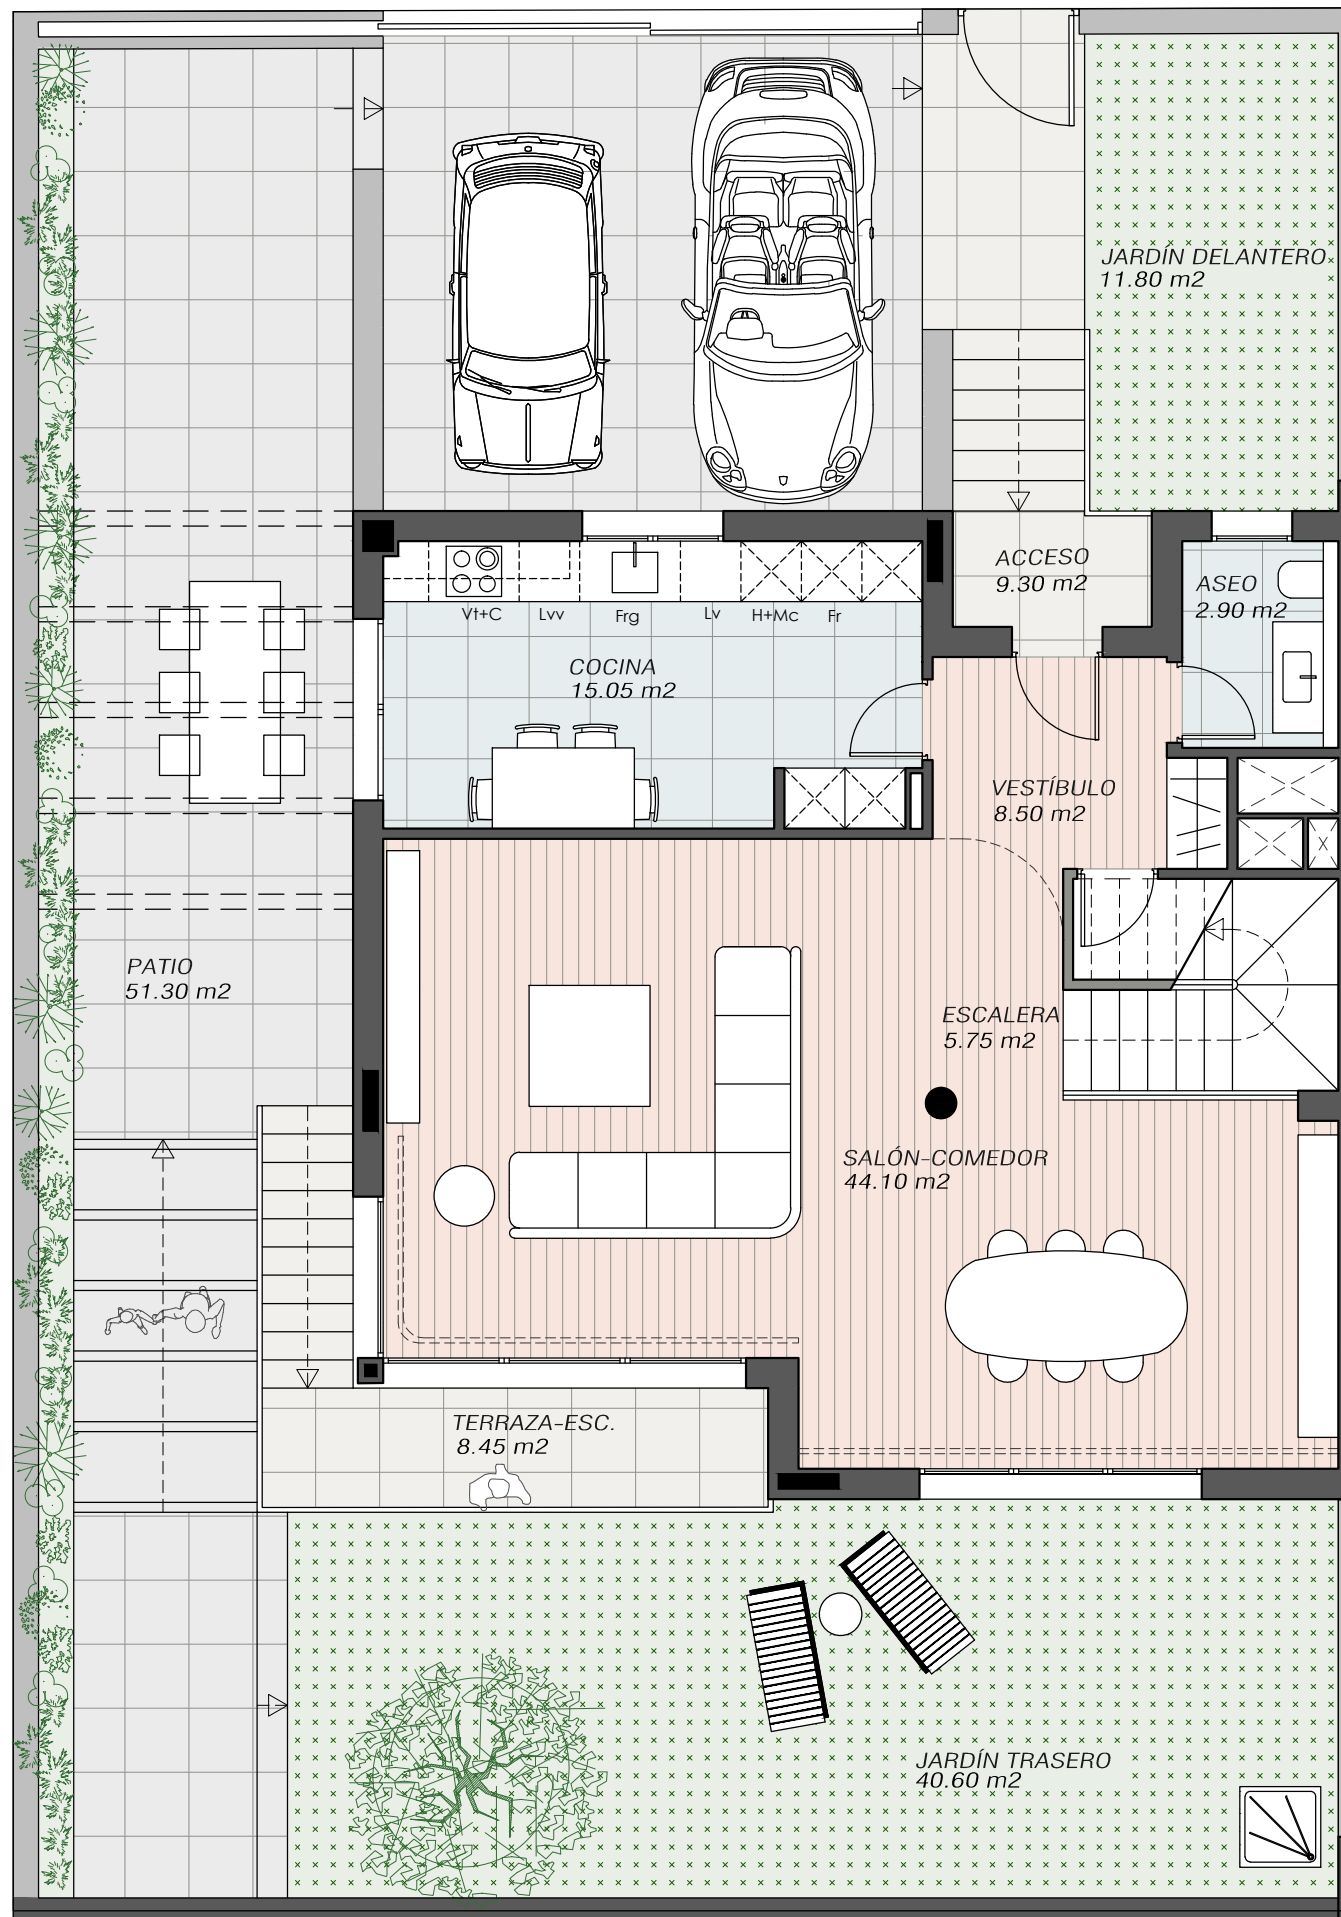 JARDÍN DELANTERO
11.80 m2
ACCESO
9.30 m2
ASEO
2.90 m2
Vt+C
Lvv
Frg
Lv
H+Mc
Fr
COCINA
15.05 m2
VESTÍBULO
8.50 m2
PATIO
51.30 m2
ESCALERA
5.75 m2
SALÓN-COMEDOR
44.10 m2
TERRAZA-ESC.
8.45 m2
JARDÍN TRASERO
40.60 m2